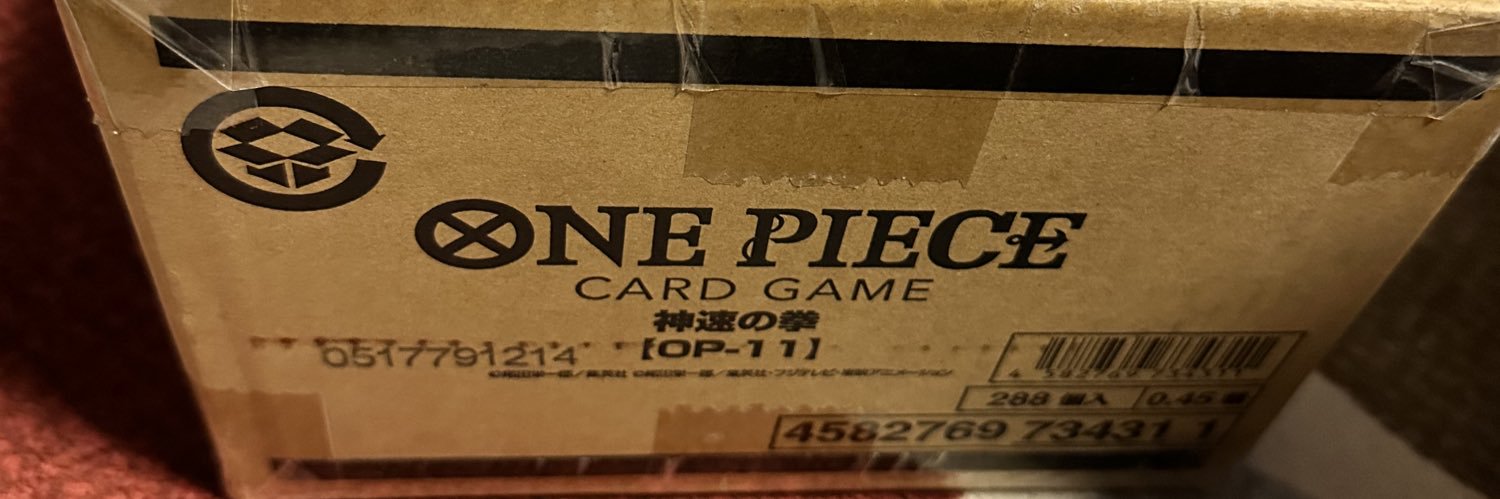 ONE PIECE
CARD GAME
神速の拳
0517791214 【OP-11】
288 個入 0.45
4582769 73431 1